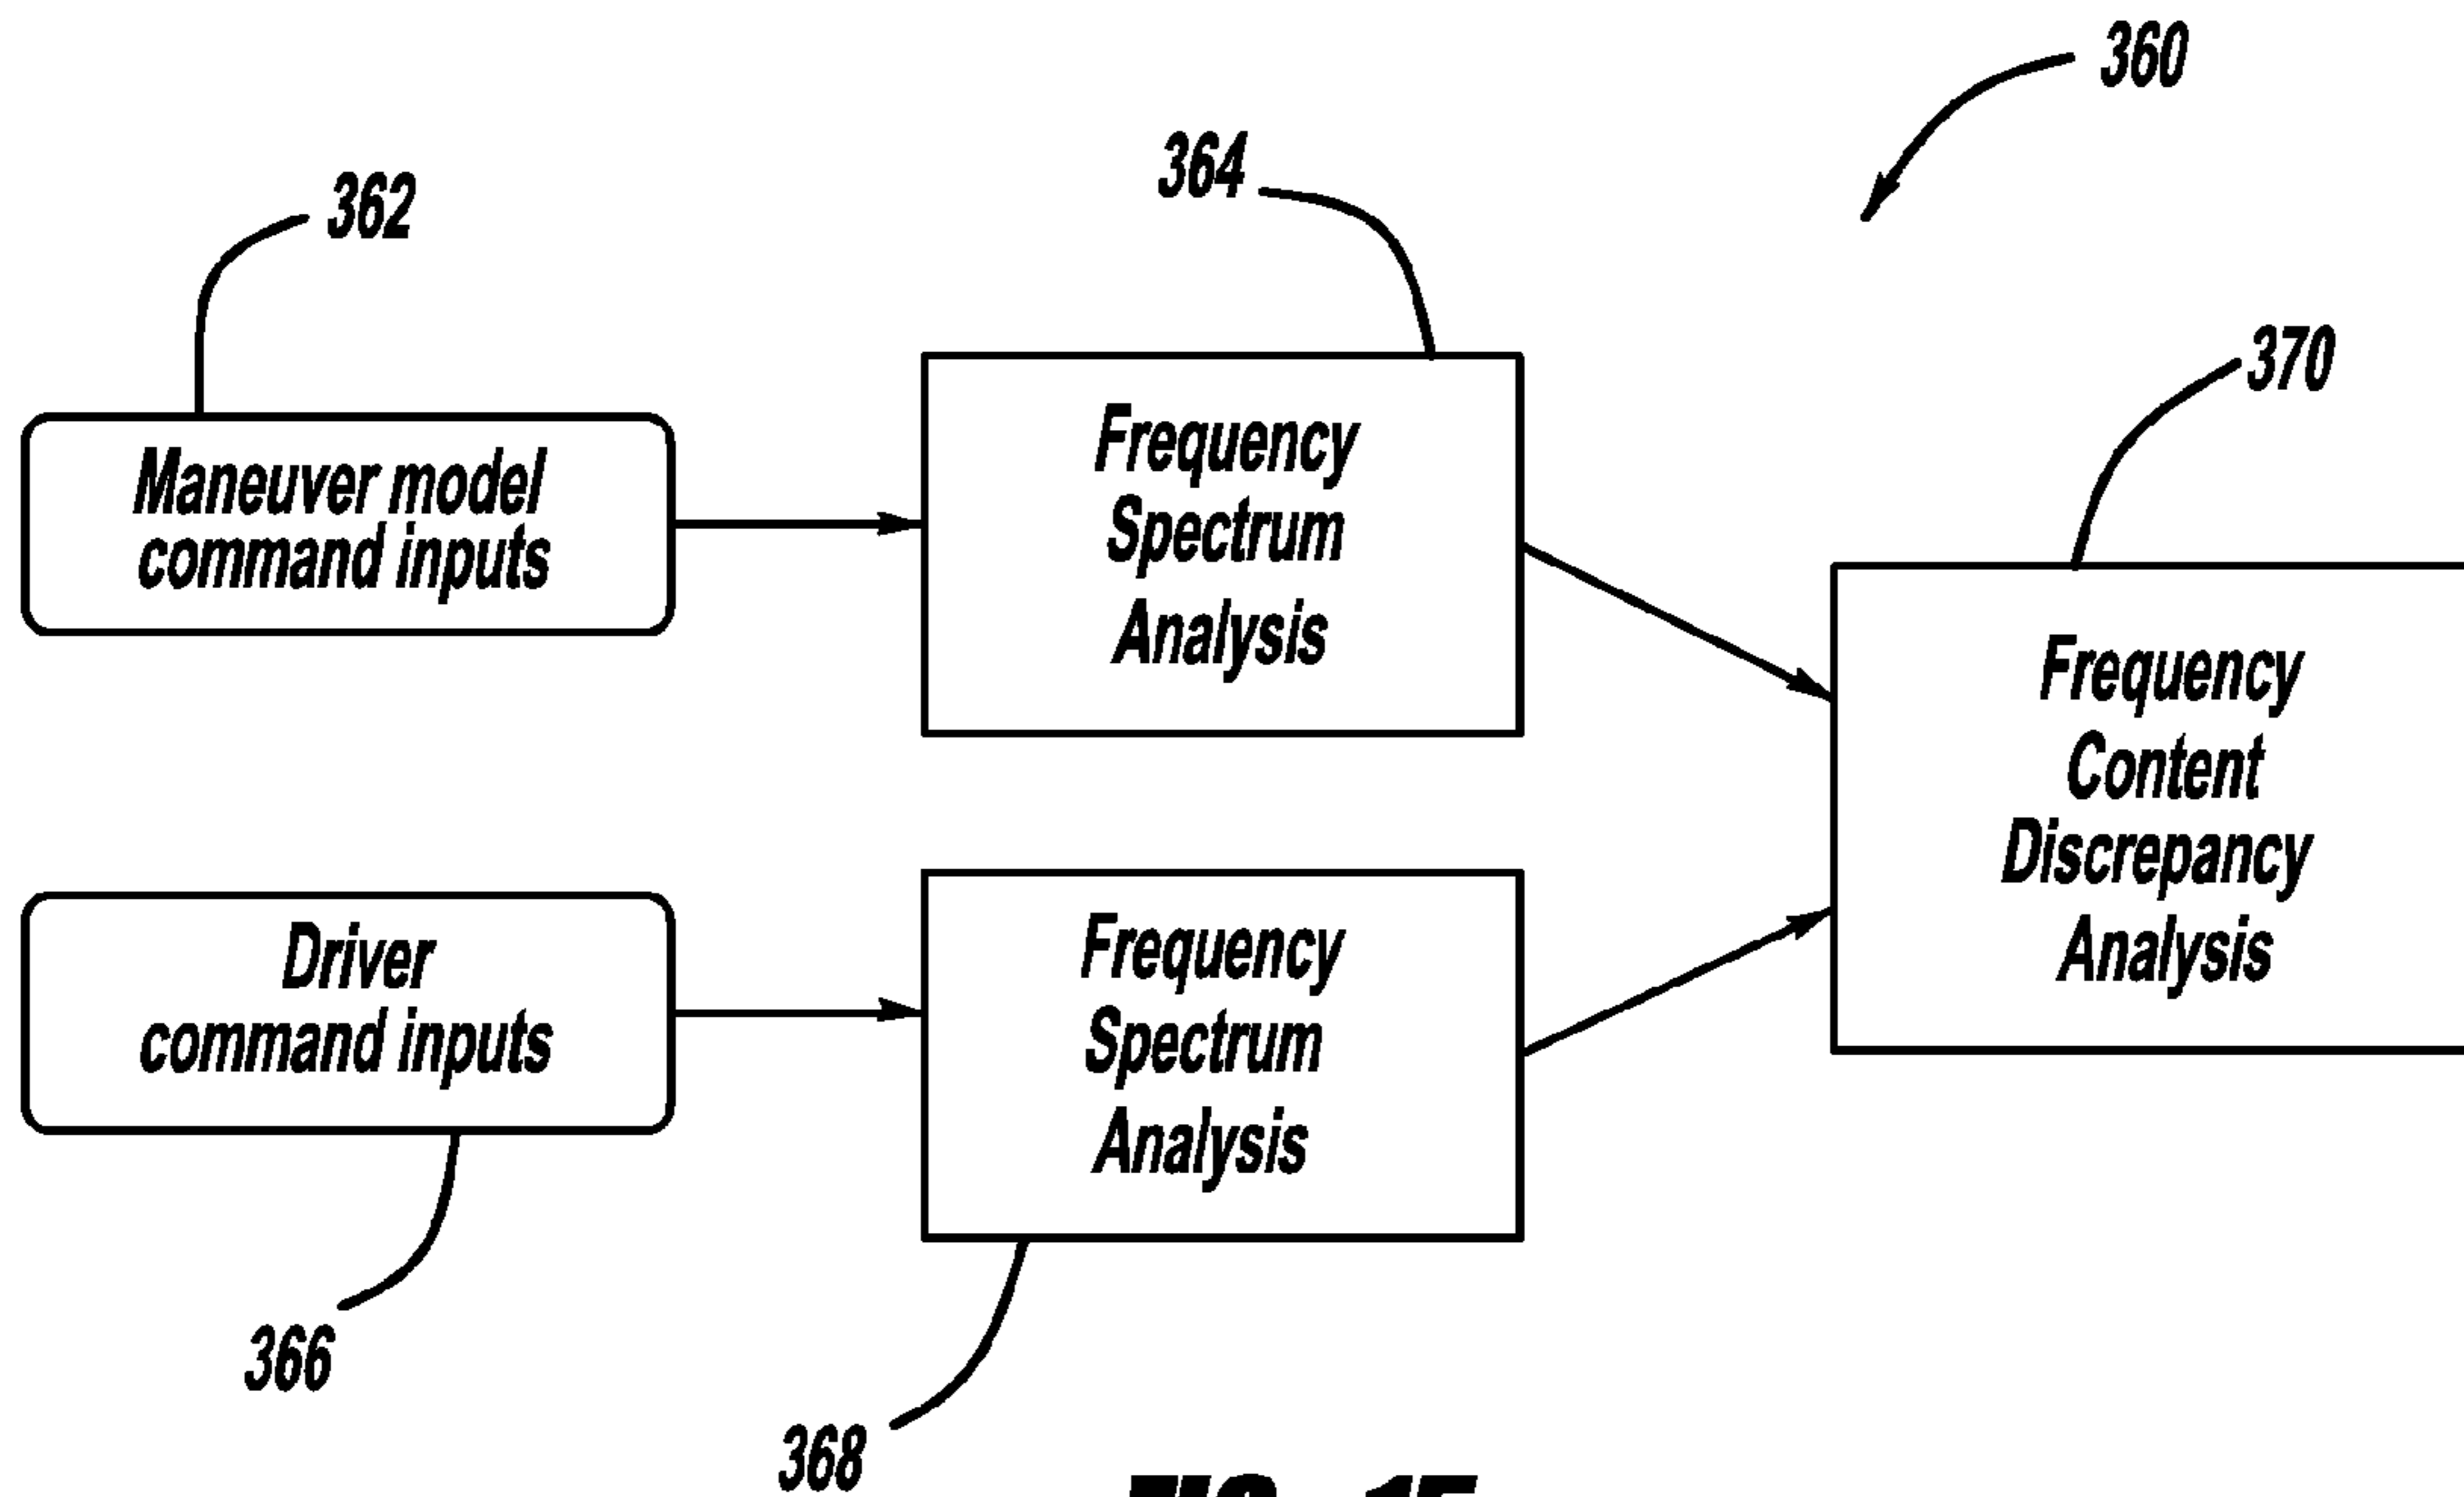 360
364
362
370
Maneuver model
command inputs
Frequency
Spectrum
Analysis
Frequency
Content
Discrepancy
Analysis
Driver
command inputs
Frequency
Spectrum
Analysis
366
368